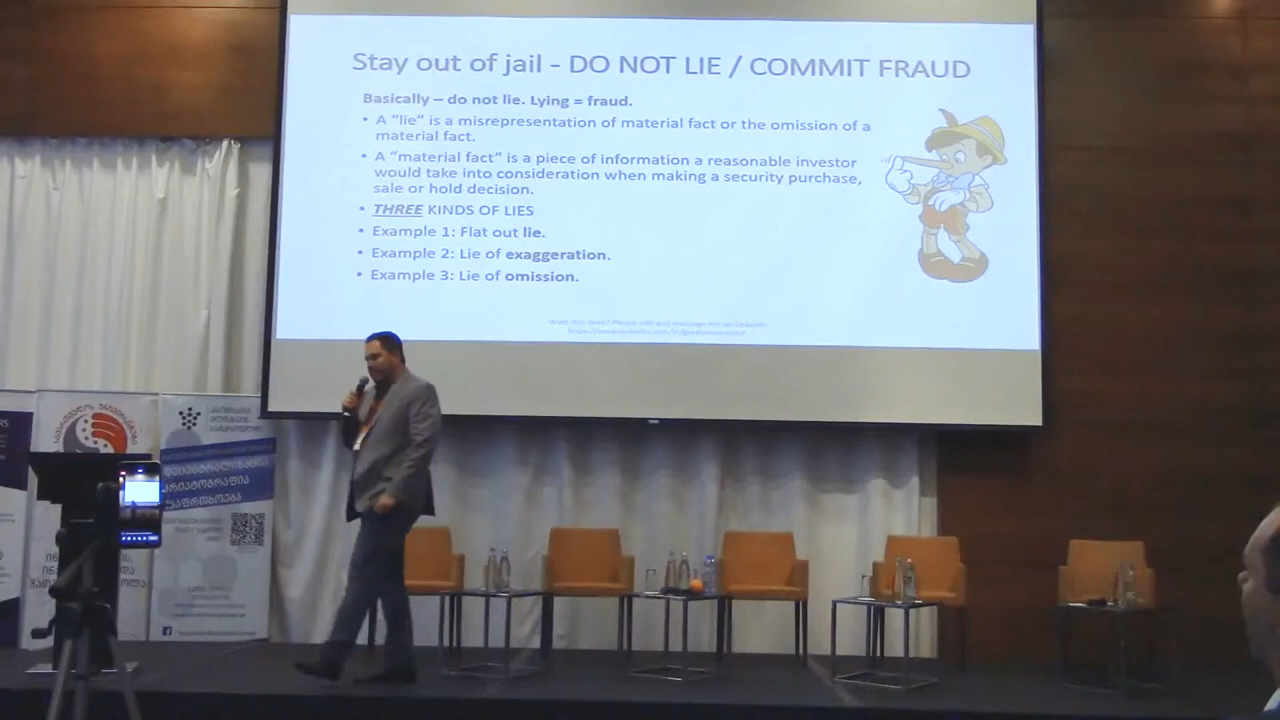 Stay out of jail - DO NOT LIE / COMMIT FRAUD
Basically – do not lie. Lying = fraud.
• A “lie” is a misrepresentation of material fact or the omission of a
material fact.
• A “material fact” is a piece of information a reasonable investor
would take into consideration when making a security purchase,
sale or hold decision.
• THREE KINDS OF LIES
• Example 1: Flat out lie.
• Example 2: Lie of exaggeration.
• Example 3: Lie of omission.
დეცენტრალიზაცია
კრიპტოგრაფია